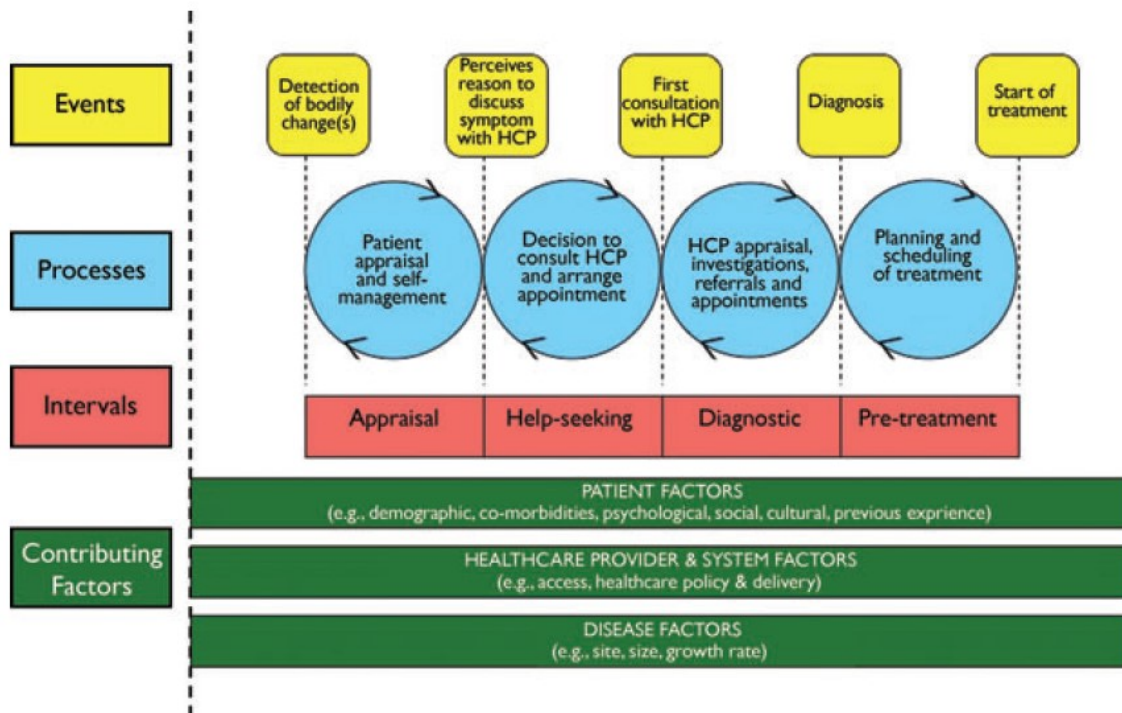 Events
Detection
of bodily
change(s)
Perceives
reason to
discuss
symptom
with HCP
First
consultation
with HCP
Diagnosis
Start of
treatment
Processes
Patient
appraisal
and self-
management
Decision to
consult HCP
and arrange
appointment
HCP appraisal,
investigations,
referrals and
appointments
Planning and
scheduling
of treatment
Intervals
Appraisal
Help-seeking
Diagnostic
Pre-treatment
Contributing
Factors
PATIENT FACTORS
(e.g., demographic, co-morbidities, psychological, social, cultural, previous exprience)
HEALTHCARE PROVIDER & SYSTEM FACTORS
(e.g., access, healthcare policy & delivery)
DISEASE FACTORS
(e.g., site, size, growth rate)